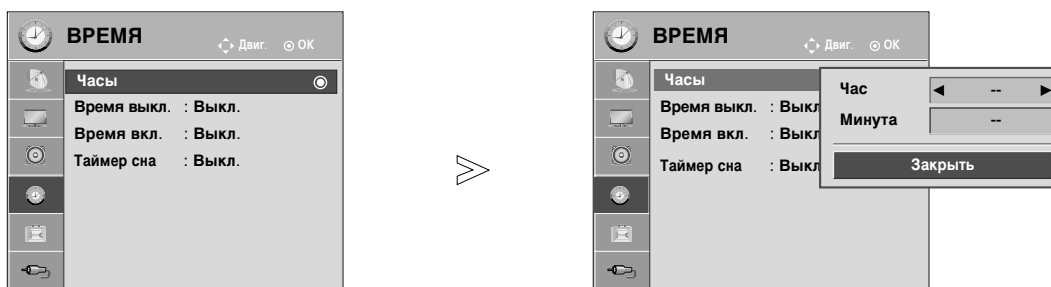 ВРЕМЯ
Двиг. OK
Часы
Время выкл. : Выкл.
Время вкл. : Выкл.
Таймер сна : Выкл.
ВРЕМЯ
Двиг. OK
Часы
Время выкл. : Выкл
Время вкл. : Выкл
Таймер сна : Выкл
Час ◀ -- ▶
Минута --
Закрыть